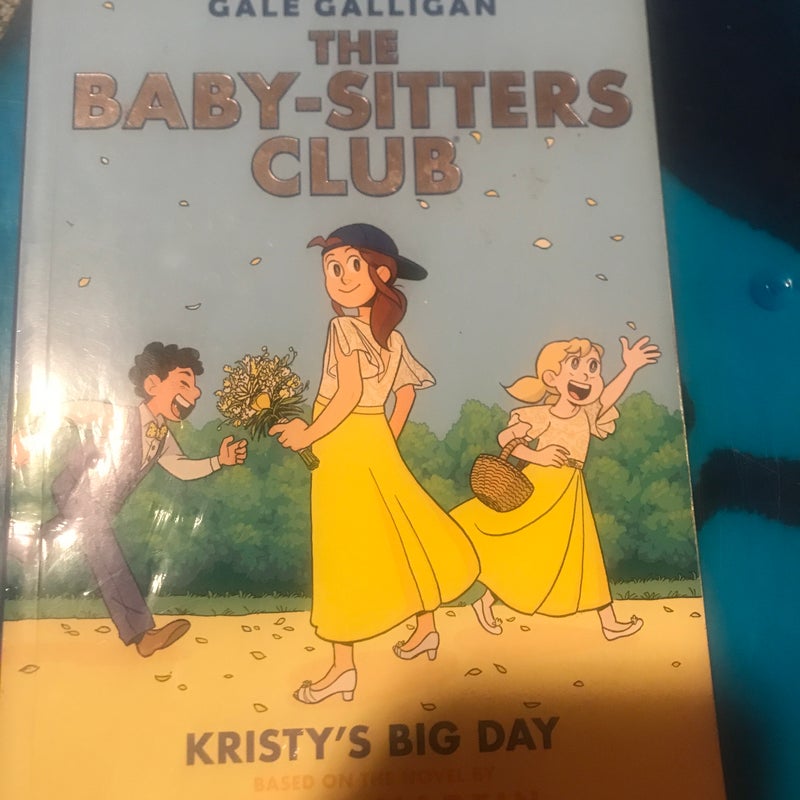 GALE GALLIGAN
THE
BABY-SITTERS
CLUB
KRISTY'S BIG DAY
BASED ON THE NOVEL BY